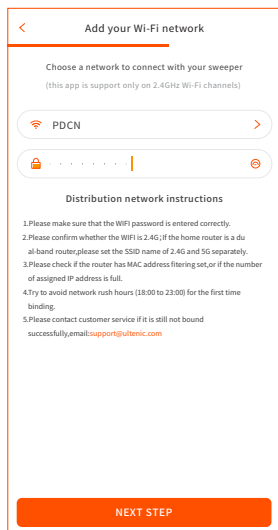 Add your Wi-Fi network
Choose a network to connect with your sweeper
(this app is support only on 2.4GHz Wi-Fi channels)
PDCN
Distribution network instructions
1.Please make sure that the WIFI password is entered correctly.
2.Please confirm whether the WIFI is 2.4G;If the home router is a du
al-band router,please set the SSID name of 2.4G and 5G separately.
3.Please check if the router has MAC address fitering set,or if the number
of assigned IP address is full.
4.Try to avoid network rush hours (18:00 to 23:00) for the first time
binding.
5.Please contact customer service if it is still not bound
successfully,email:support@ultenic.com
NEXT STEP